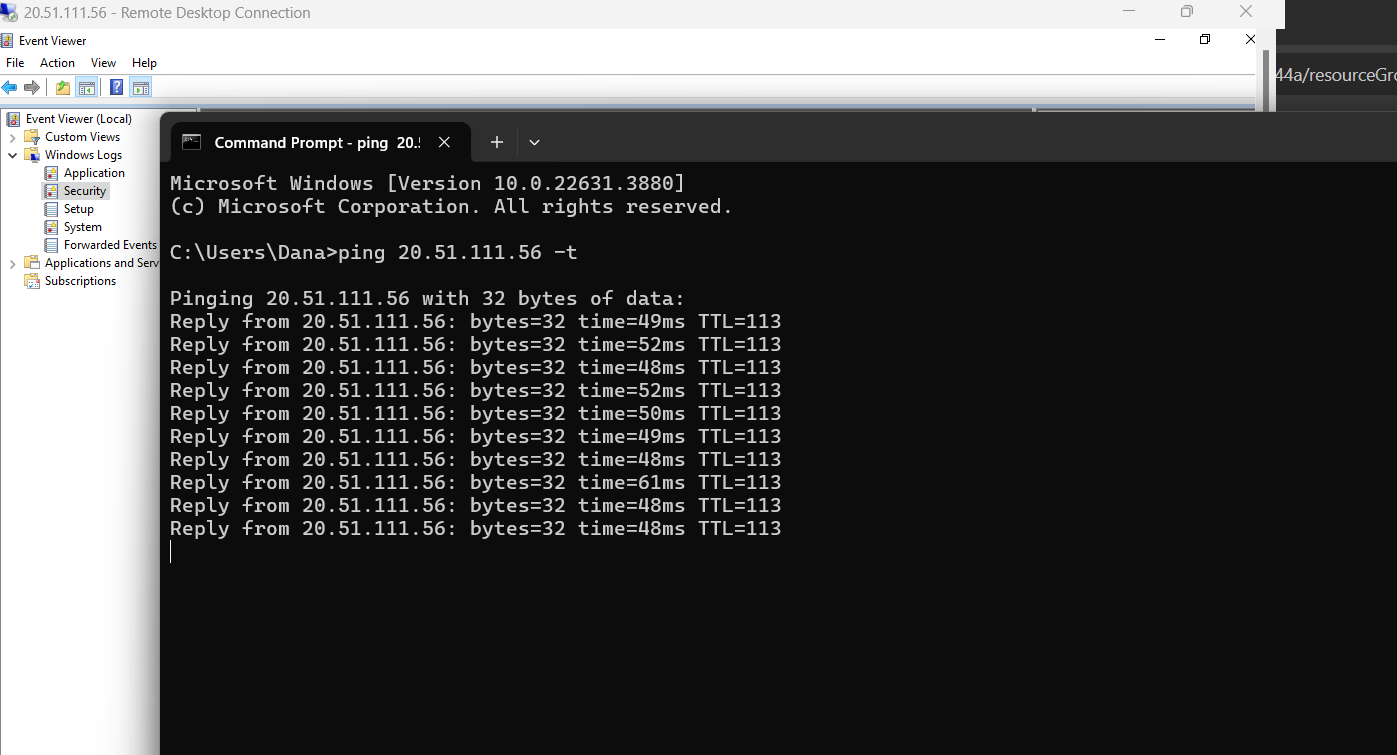 20.51.111.56 - Remote Desktop Connection
Event Viewer
File Action View Help
44a/resourceGro
Event Viewer (Local)
Custom Views
Windows Logs
Application
Security
Setup
System
Forwarded Events
Applications and Serv
Subscriptions
Command Prompt - ping 20.5
Microsoft Windows [Version 10.0.22631.3880]
(c) Microsoft Corporation. All rights reserved.
C:\Users\Dana>ping 20.51.111.56 -t
Pinging 20.51.111.56 with 32 bytes of data:
Reply from 20.51.111.56: bytes=32 time=49ms TTL=113
Reply from 20.51.111.56: bytes=32 time=52ms TTL=113
Reply from 20.51.111.56: bytes=32 time=48ms TTL=113
Reply from 20.51.111.56: bytes=32 time=52ms TTL=113
Reply from 20.51.111.56: bytes=32 time=50ms TTL=113
Reply from 20.51.111.56: bytes=32 time=49ms TTL=113
Reply from 20.51.111.56: bytes=32 time=48ms TTL=113
Reply from 20.51.111.56: bytes=32 time=61ms TTL=113
Reply from 20.51.111.56: bytes=32 time=48ms TTL=113
Reply from 20.51.111.56: bytes=32 time=48ms TTL=113